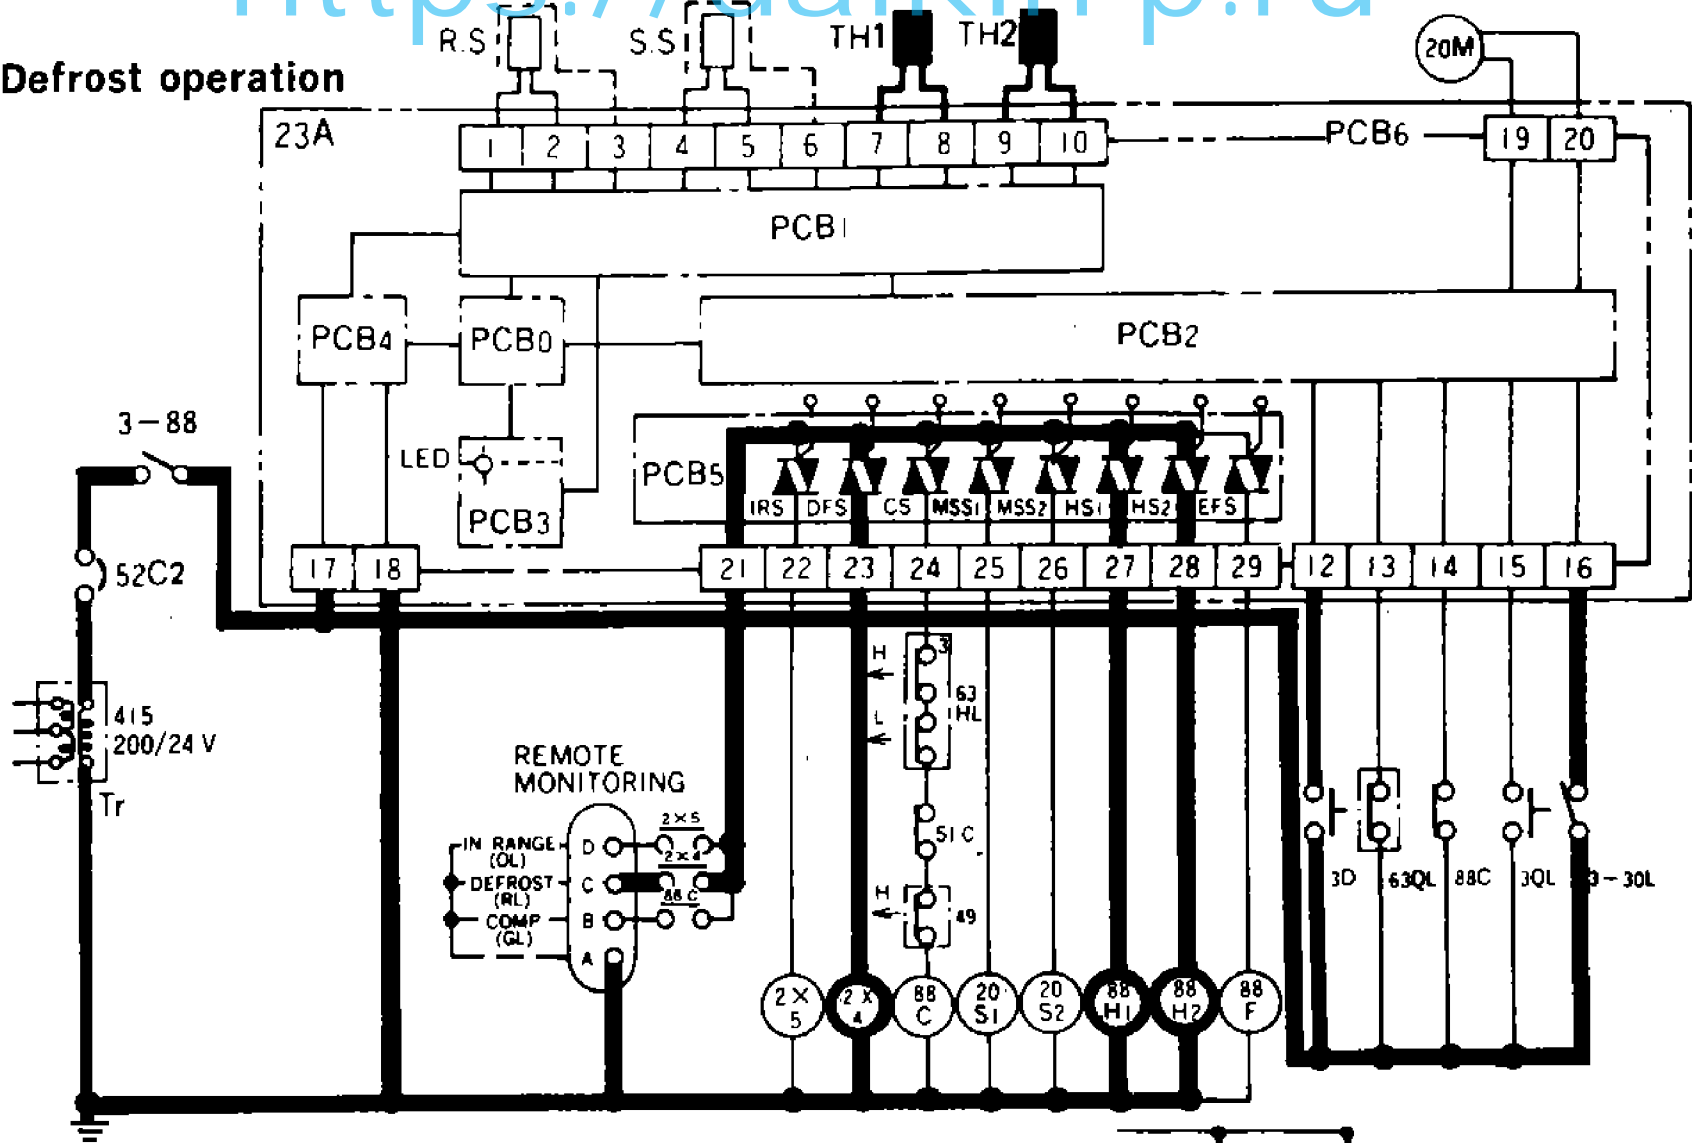 https://daikin-p.ru
R.S S.S TH1 TH2 20M
Defrost operation
23A
1 2 3 4 5 6 7 8 9 10 PCB6 19 20
PCB1
PCB4 PCB0 PCB2
3-88
LED
PCB5
PCB3
IRS DFS CS MSS1 MSS2 HS1 HS2 EFS
52C2
17 18 21 22 23 24 25 26 27 28 29 12 13 14 15 16
H 3
63
HL
L
415
200/24 V
Tr
REMOTE
MONITORING
2×5
IN RANGE D
(OL)
2×4
DEFROST C
(RL)
88C
COMP B
(GL)
A
51C
H
49
3D 63QL 88C 3QL 3-30L
2× 2× 88 20 20 88 88 88
5 4 C S1 S2 H1 H2 F